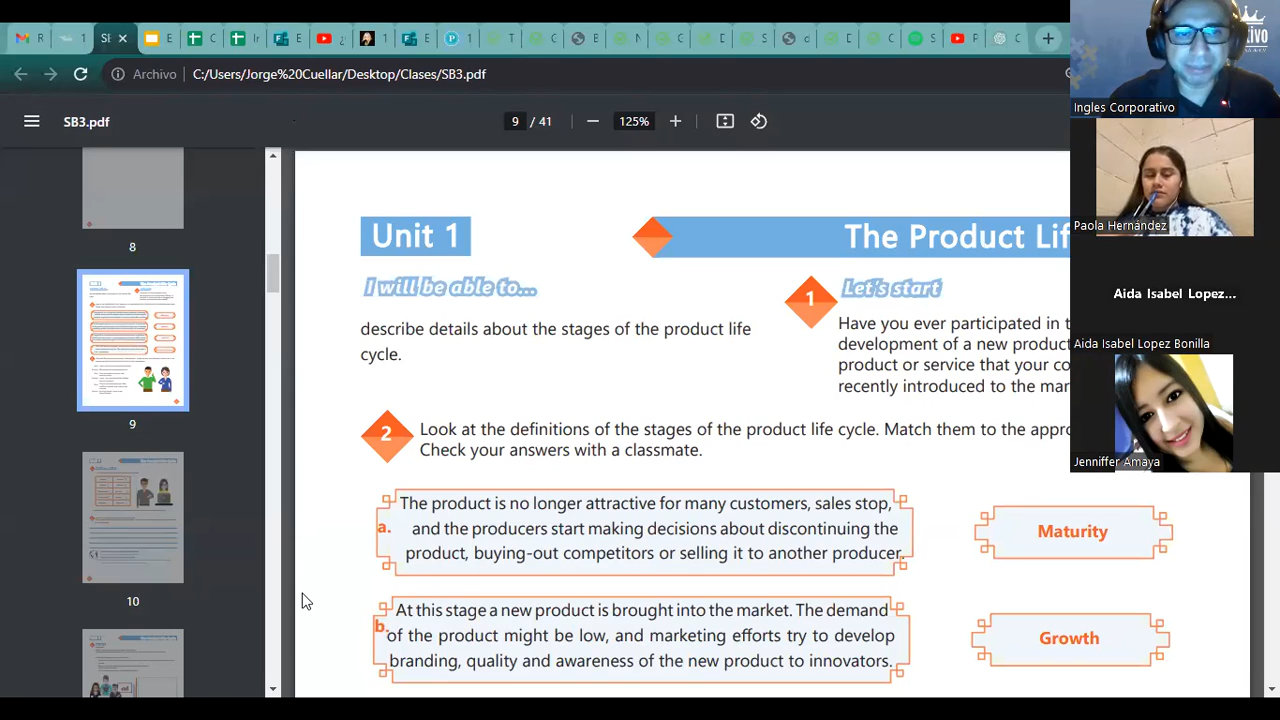 R
1
SE
E
C
In
E
¿
1
E
P
C
B
N
C
S
d
C
S
P
C
Archivo
C:/Users/Jorge%20Cuellar/Desktop/Clases/SB3.pdf
SB3.pdf
9 / 41
125%
8
9
10
Unit 1
The Product Lif
I will be able to...
describe details about the stages of the product life
cycle.
1
Let's start
Have you ever participated in t
development of a new product
product or service that your co
recently introduced to the mar
2
Look at the definitions of the stages of the product life cycle. Match them to the appro
Check your answers with a classmate.
a.
The product is no longer attractive for many customers, sales stop,
and the producers start making decisions about discontinuing the
product, buying-out competitors or selling it to another producer.
Maturity
b.
At this stage a new product is brought into the market. The demand
of the product might be low, and marketing efforts try to develop
branding, quality and awareness of the new product to innovators.
Growth
Ingles Corporativo
Paola Hernández
Aida Isabel Lopez...
Aida Isabel Lopez Bonilla
Jenniffer Amaya